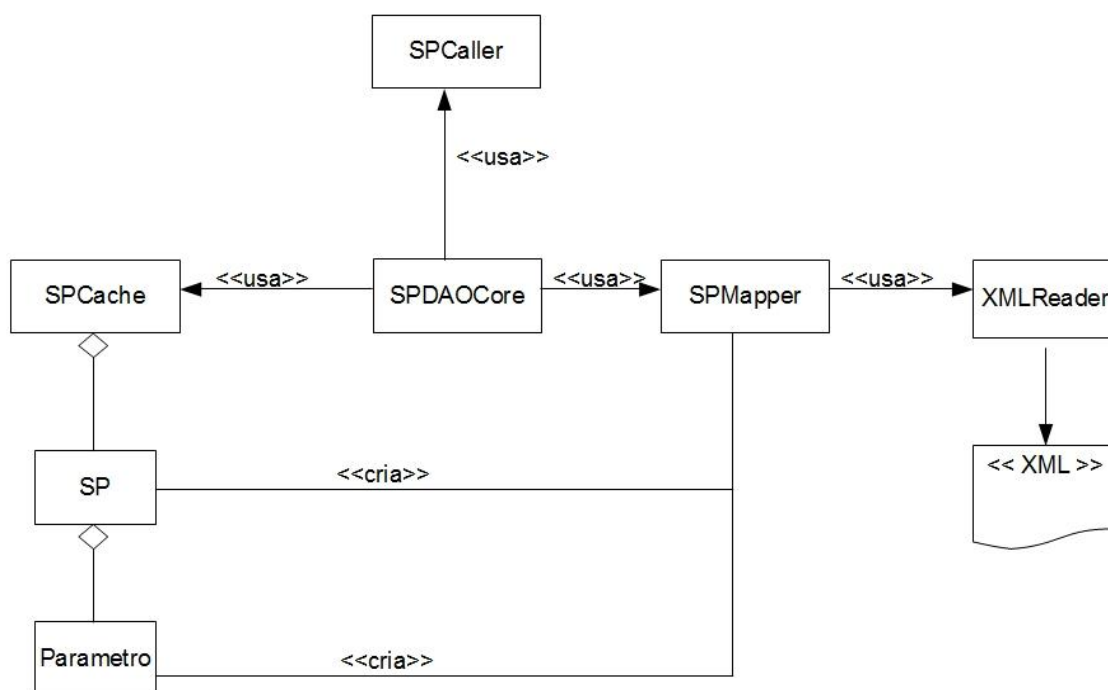 SPCaller
<<usa>>
SPCache
<<usa>>
SPDAOCore
<<usa>>
SPMapper
<<usa>>
XMLReader
SP
<<cria>>
<< XML >>
Parametro
<<cria>>